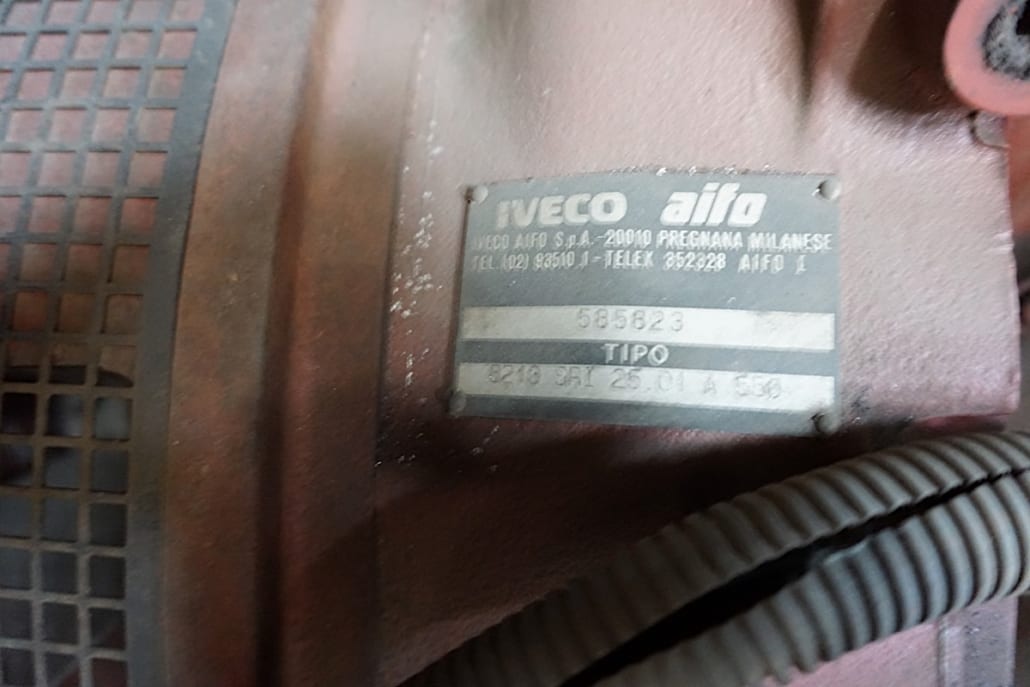 IVECO aifo
IVECO AIFO S.p.A.-20010 PREGNANA MILANESE
TEL.(02) 93510.1-TELEX 352328 AIFO I
585823
TIPO
8210 SRI 25.01 A 550